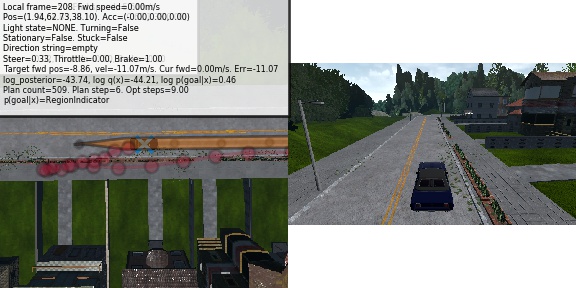 Local frame=208. Fwd speed=0.00m/s
Pos=(1.94,62.73,38.10). Acc=(-0.00,0.00,0.00)
Light state=NONE. Turning=False
Stationary=False. Stuck=False
Direction string=empty
Steer=0.33, Throttle=0.00, Brake=1.00
Target fwd pos=-8.86, vel=-11.07m/s. Cur fwd=0.00m/s. Err=-11.07
log_posterior=-43.74, log q(x)=-44.21, log p(goal|x)=0.46
Plan count=509. Plan step=6. Opt steps=9.00
p(goal|x)=RegionIndicator